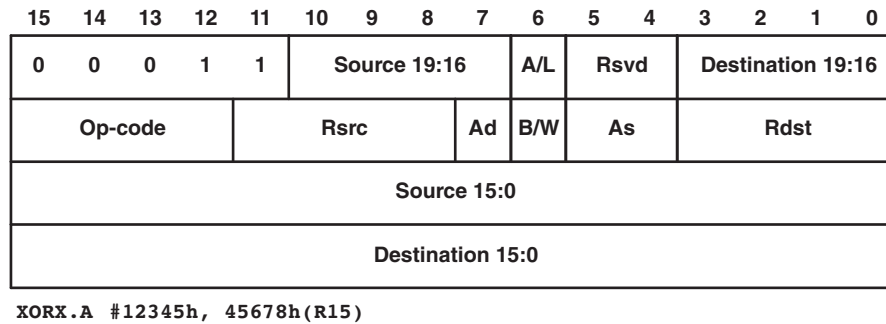 15 14 13 12 11 10 9 8 7 6 5 4 3 2 1 0
0 0 0 1 1 Source 19:16 A/L Rsvd Destination 19:16
Op-code Rsrc Ad B/W As Rdst
Source 15:0
Destination 15:0
XORX.A #12345h, 45678h(R15)